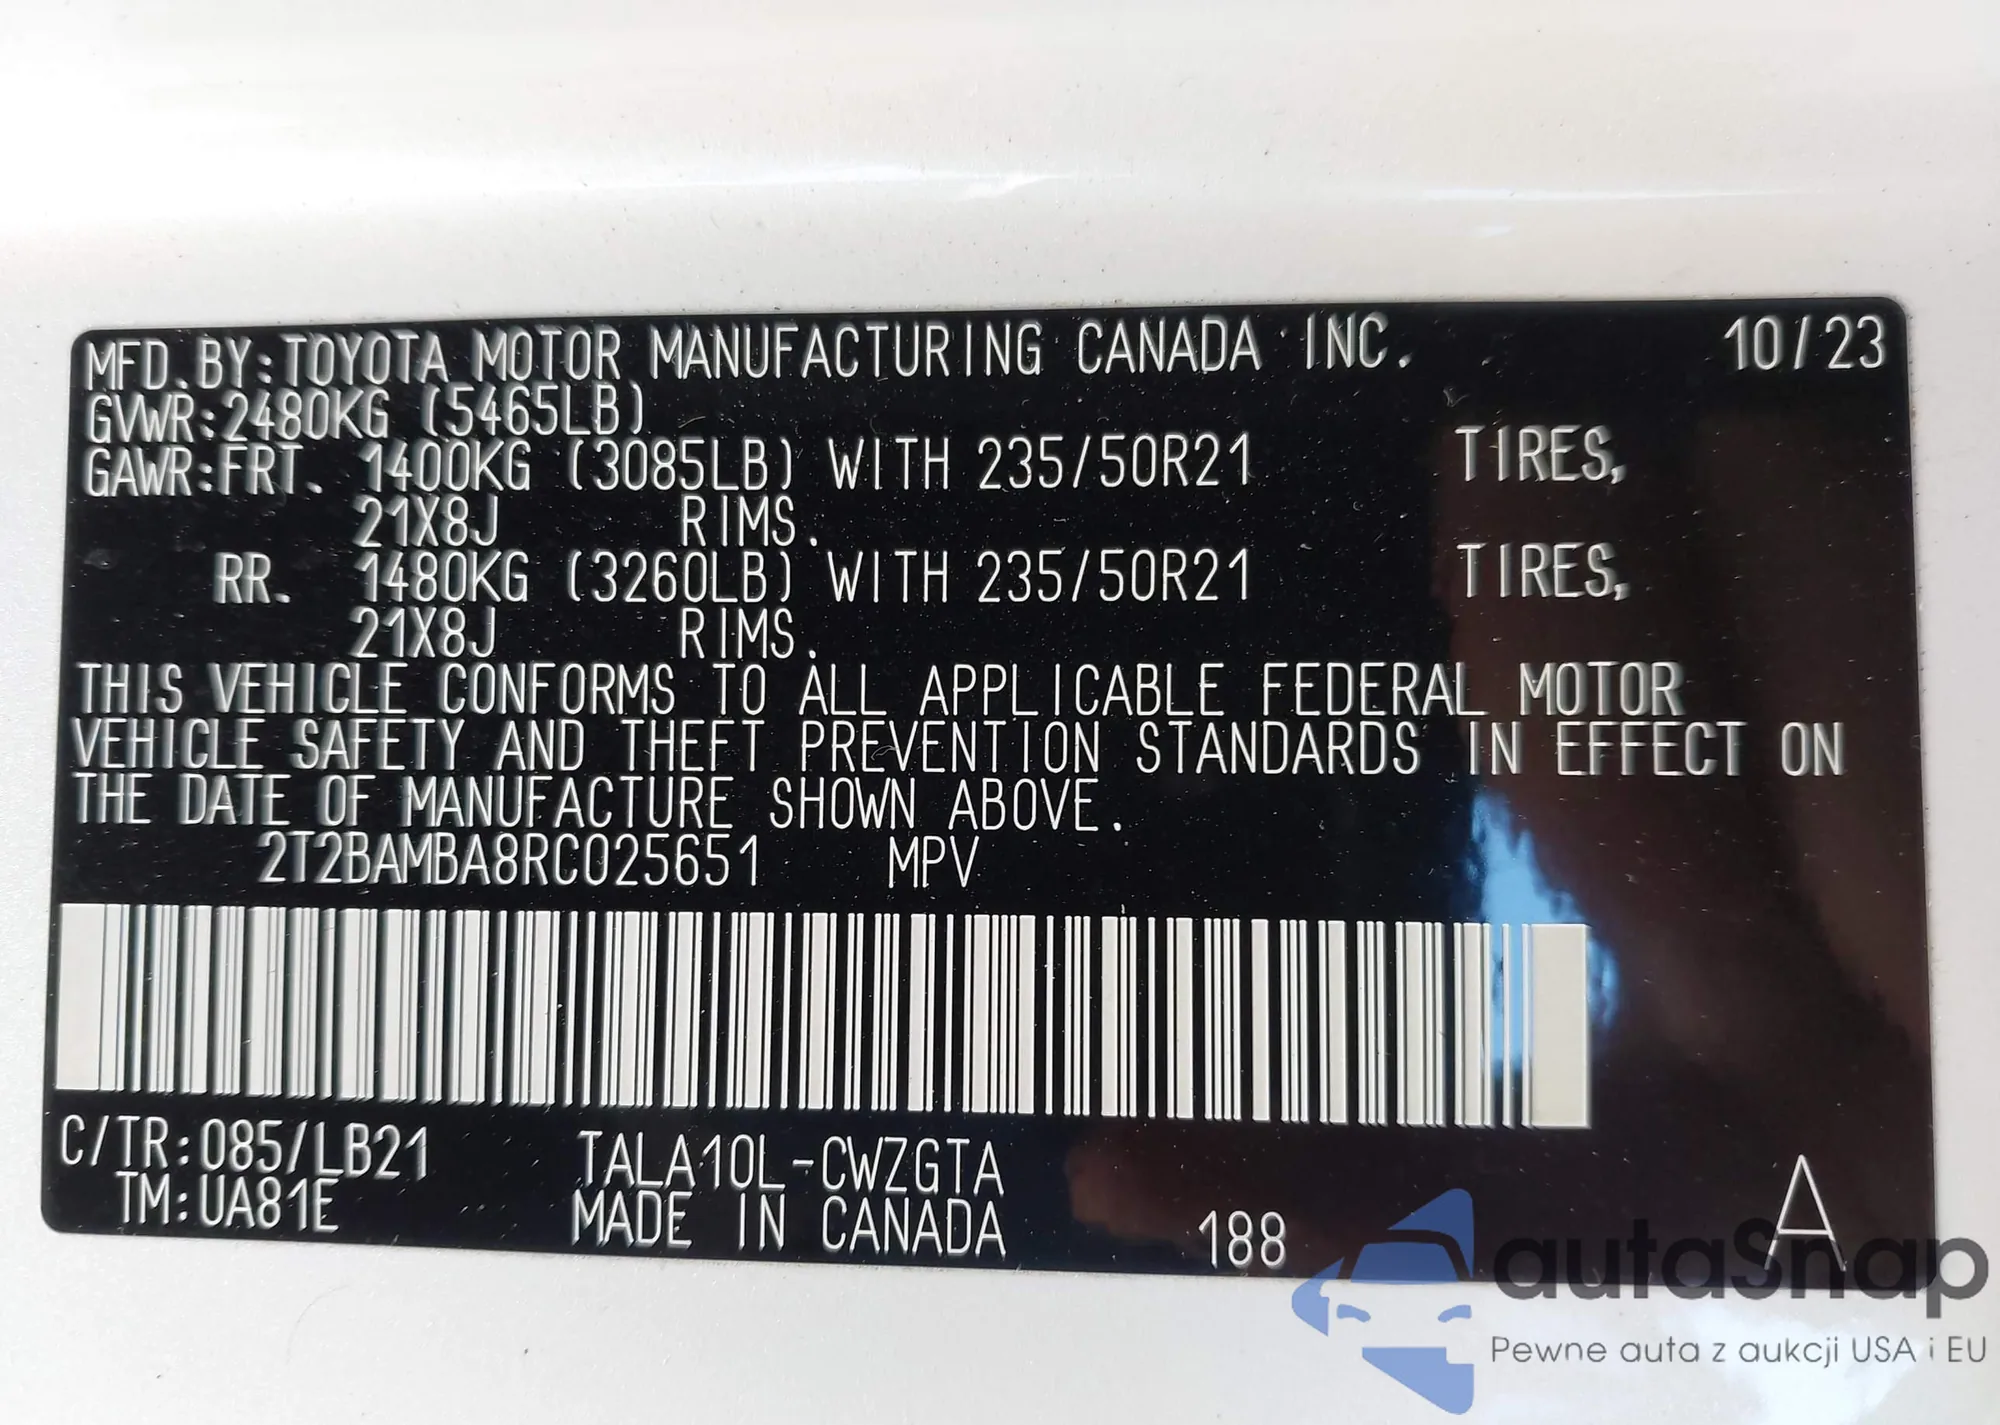 MFD. BY: TOYOTA MOTOR MANUFACTURING CANADA INC. 10/23
GVWR: 2480KG (5465LB)
GAWR: FRT. 1400KG (3085LB) WITH 235/50R21 TIRES,
21X8J RIMS.
RR. 1480KG (3260LB) WITH 235/50R21 TIRES,
21X8J RIMS.
THIS VEHICLE CONFORMS TO ALL APPLICABLE FEDERAL MOTOR
VEHICLE SAFETY AND THEFT PREVENTION STANDARDS IN EFFECT ON
THE DATE OF MANUFACTURE SHOWN ABOVE.
2T2BAMBA8RC025651 MPV
C/TR: 085/LB21 TALA10L-CWZGTA
TM: UA81E MADE IN CANADA 188 A
autaSnap
Pewne auta z aukcji USA i EU